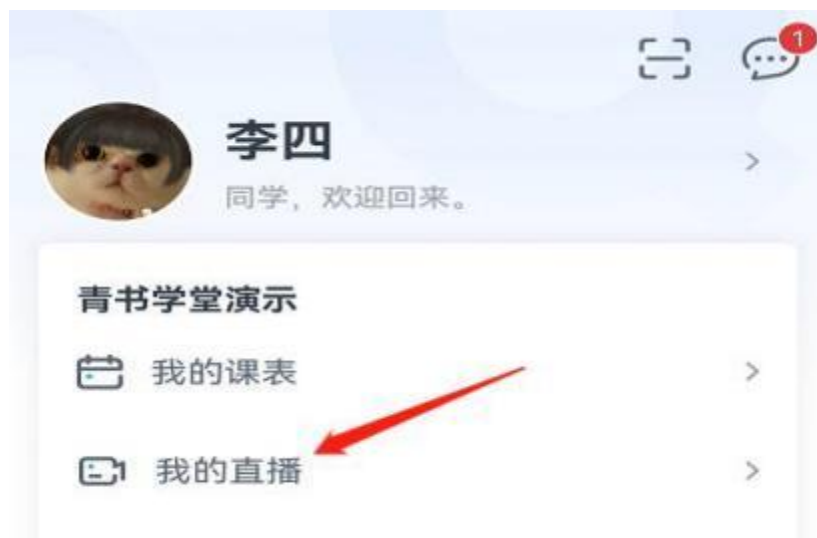 1
李四
同学，欢迎回来。
青书学堂演示
我的课表
我的直播